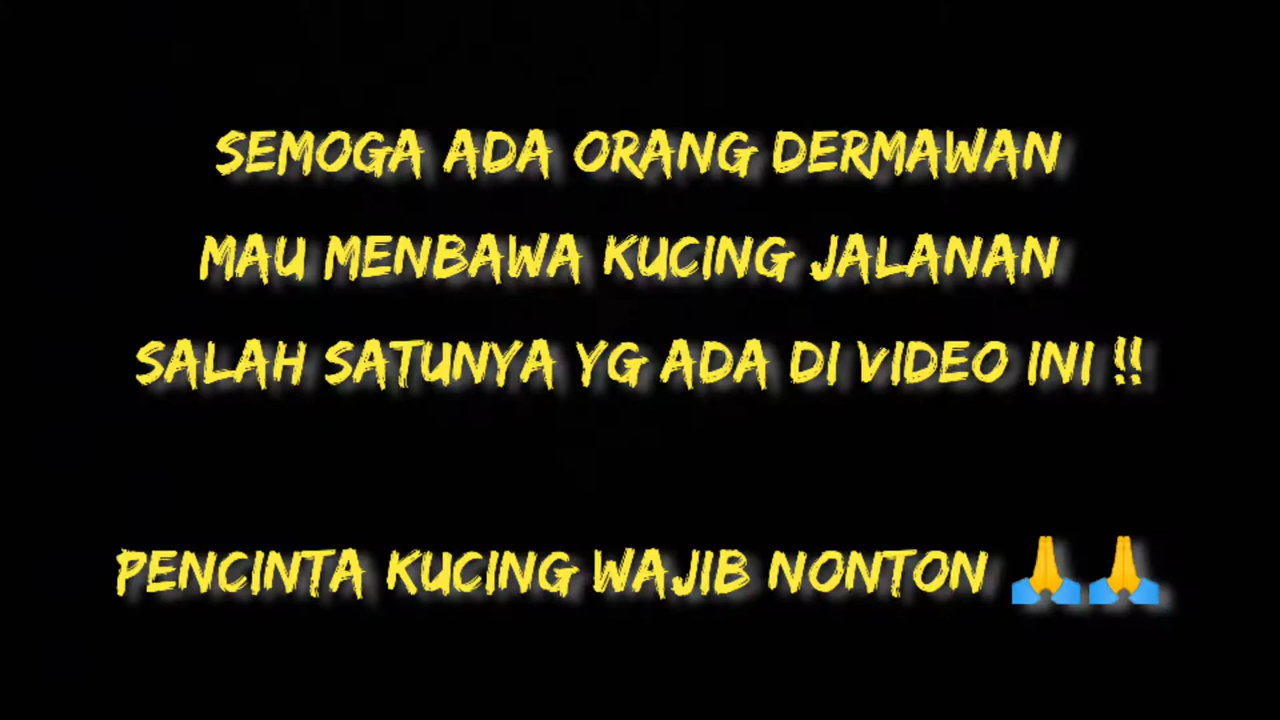 SEMOGA ADA ORANG DERMAWAN
MAU MENBAWA KUCING JALANAN
SALAH SATUNYA YG ADA DI VIDEO INI !!
PENCINTA KUCING WAJIB NONTON 🙏🙏